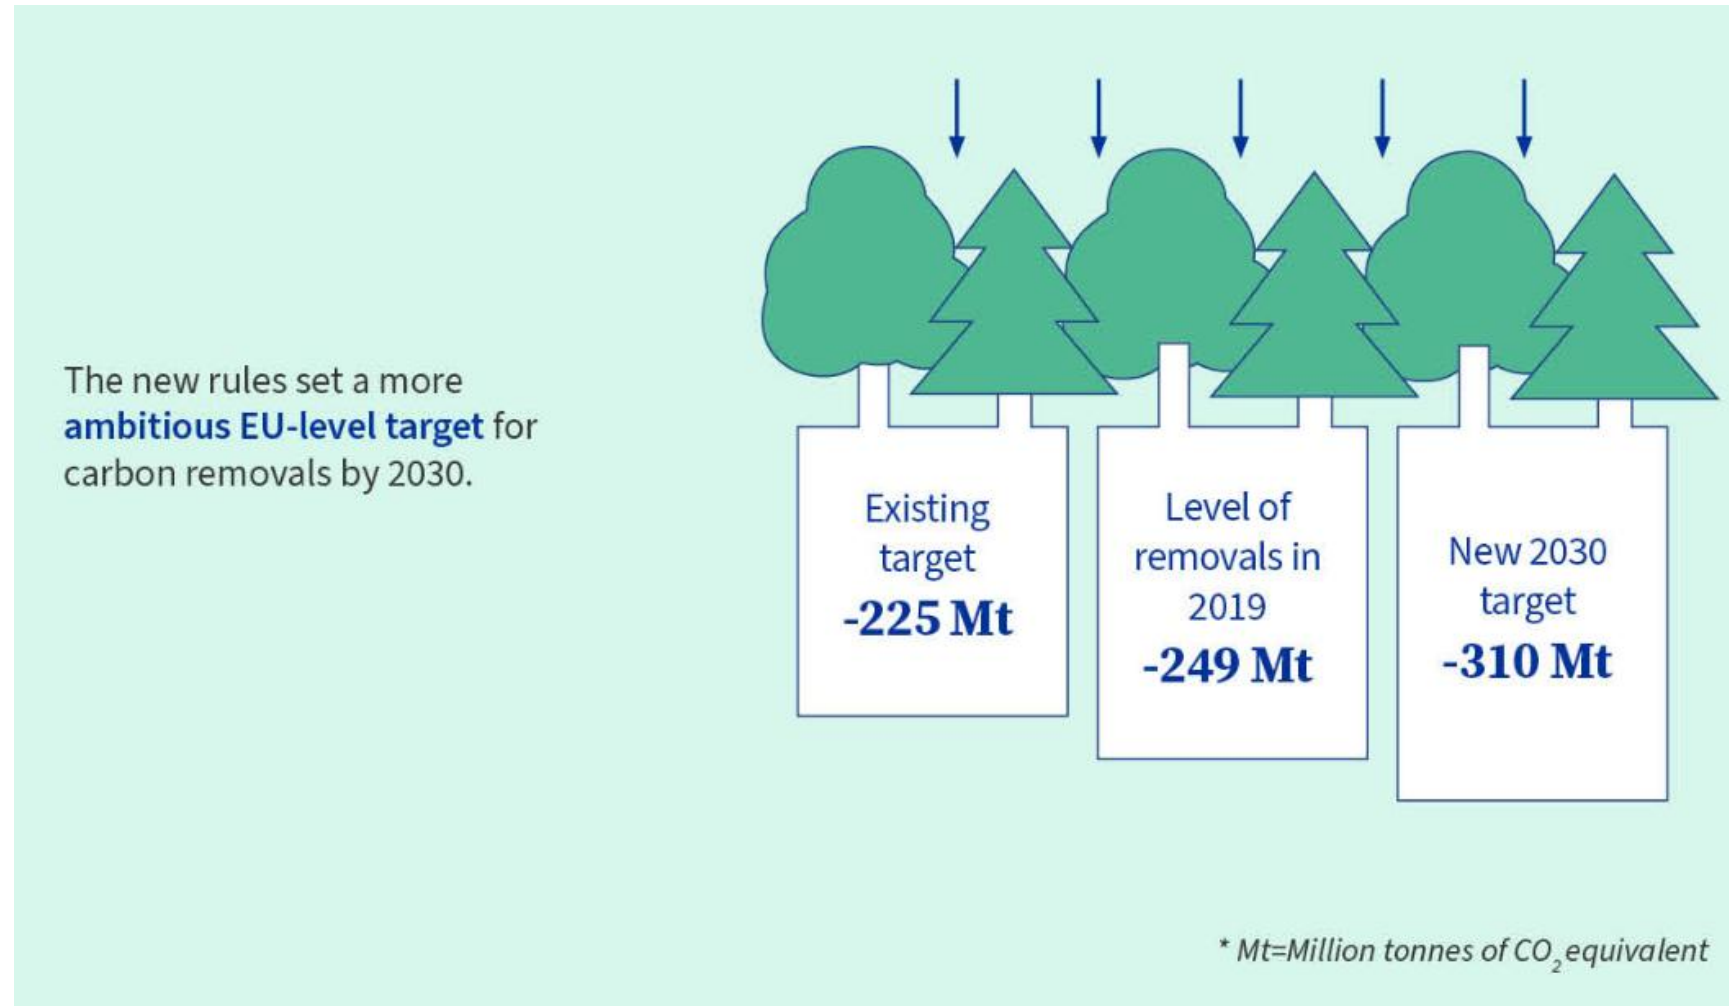 The new rules set a more
ambitious EU-level target for
carbon removals by 2030.
Existing
target
-225 Mt
Level of
removals in
2019
-249 Mt
New 2030
target
-310 Mt
* Mt=Million tonnes of CO₂ equivalent